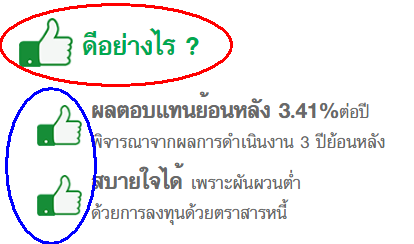 ดีอย่างไร ?
ผลตอบแทนย้อนหลัง 3.41%ต่อปี
พิจารณาจากผลการดำเนินงาน 3 ปีย้อนหลัง
สบายใจได้ เพราะผันผวนต่ำ
ด้วยการลงทุนด้วยตราสารหนี้